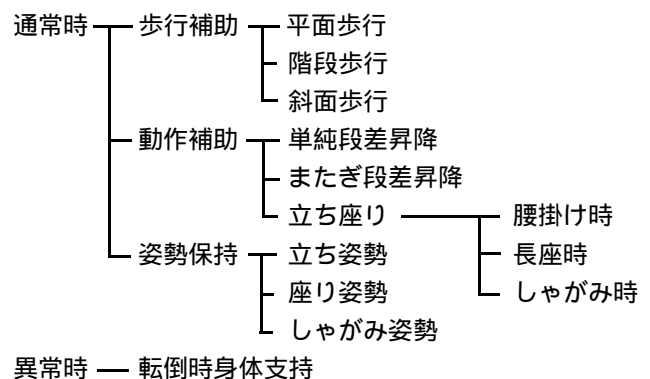 通常時 歩行補助 平面歩行
階段歩行
斜面歩行
動作補助 単純段差昇降
またぎ段差昇降
立ち座り 腰掛け時
姿勢保持 立ち姿勢 長座時
座り姿勢 しゃがみ時
しゃがみ姿勢
異常時 転倒時身体支持